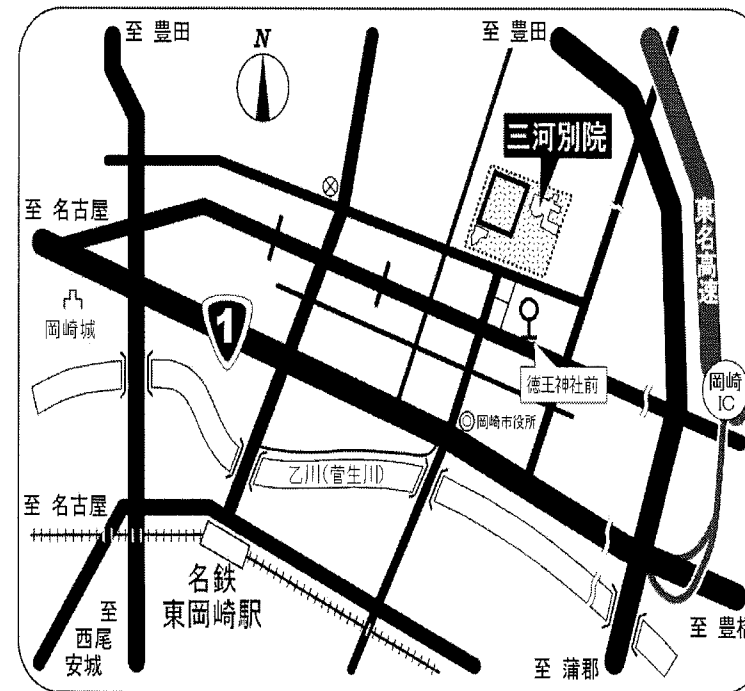 至 豊田
至 豊田
N
三河別院
至 名古屋
東名高速
1
岡崎城
徳王神社前
岡崎
IC
岡崎市役所
乙川(菅生川)
至 名古屋
名鉄
東岡崎駅
至
西尾
安城
至 豊橋
至 蒲郡